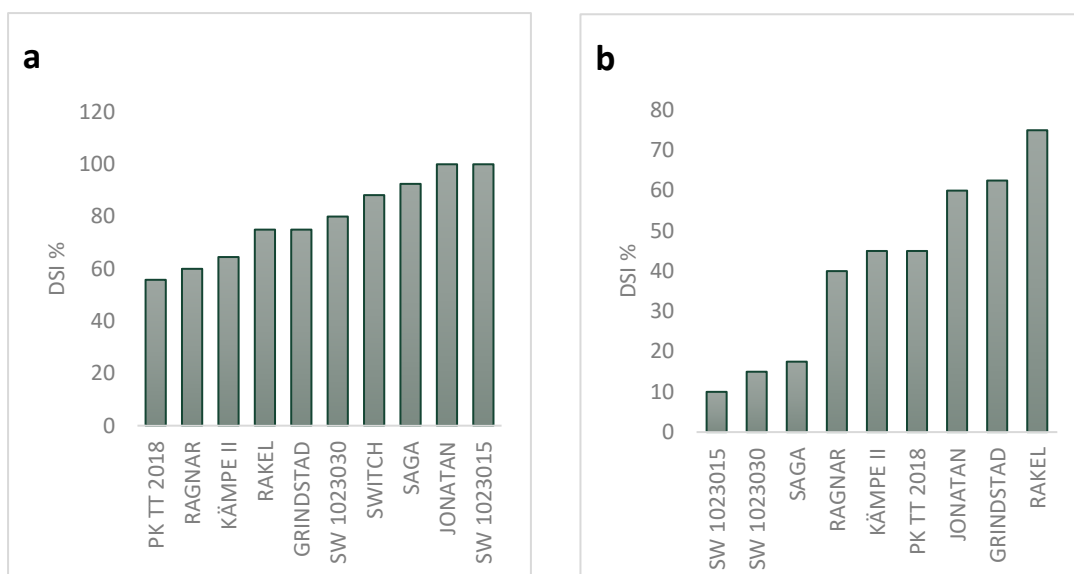 a
120
100
80
60
40
20
0
DSI %
PK TT 2018
RAGNAR
KÄMPE II
RAKEL
GRINDSTAD
SW 1023030
SWITCH
SAGA
JONATAN
SW 1023015
b
80
70
60
50
40
30
20
10
0
DSI %
SW 1023015
SW 1023030
SAGA
RAGNAR
KÄMPE II
PK TT 2018
JONATAN
GRINDSTAD
RAKEL